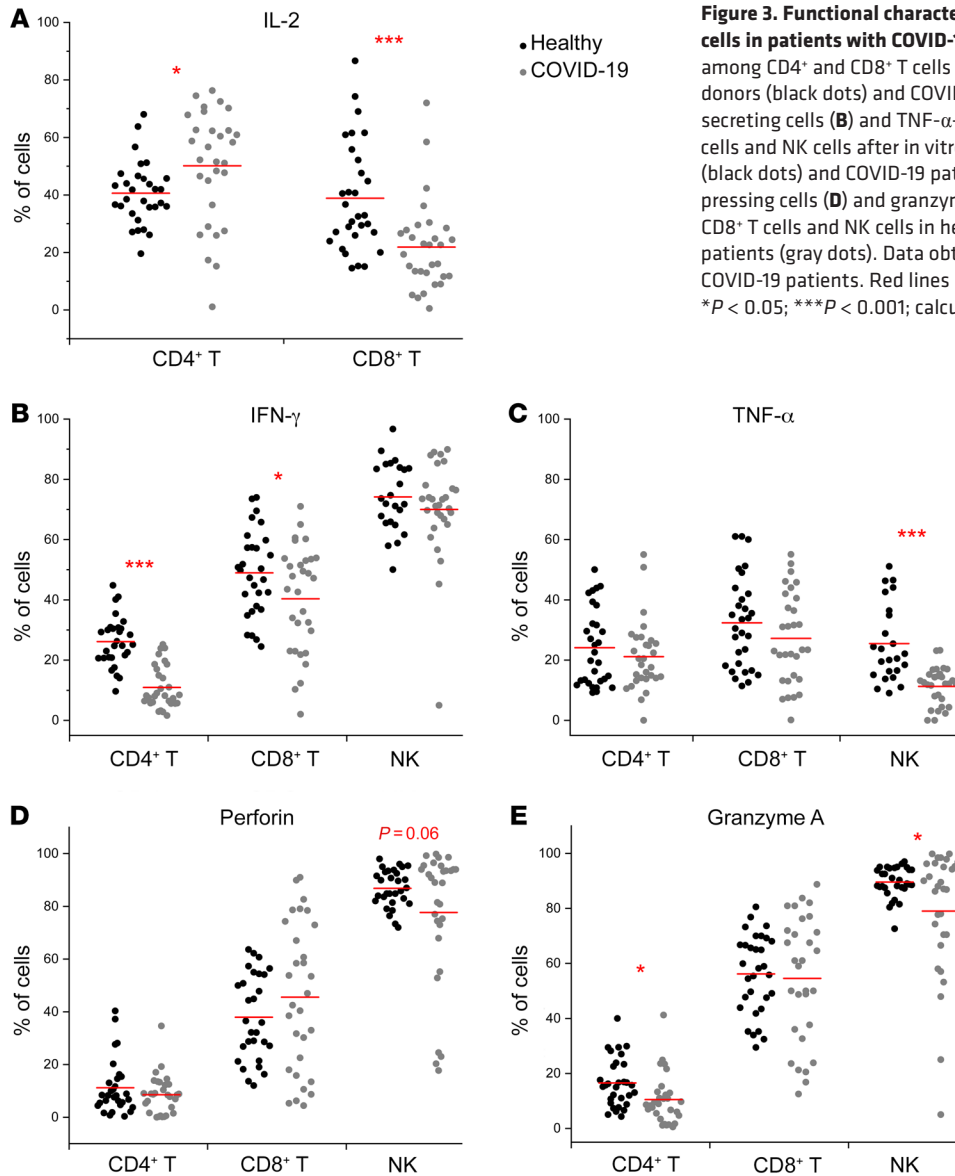 Figure 3. Functional characte
cells in patients with COVID-1
among CD4⁺ and CD8⁺ T cells
donors (black dots) and COVID
secreting cells (B) and TNF-α-
cells and NK cells after in vitro
(black dots) and COVID-19 pat
pressing cells (D) and granzym
CD8⁺ T cells and NK cells in he
patients (gray dots). Data obt
COVID-19 patients. Red lines
*P < 0.05; ***P < 0.001; calcu
A
IL-2
Healthy
COVID-19
% of cells
100
80
60
40
20
0
*
***
CD4⁺ T
CD8⁺ T
B
IFN-γ
% of cells
100
80
60
40
20
0
***
*
CD4⁺ T
CD8⁺ T
NK
C
TNF-α
% of cells
100
80
60
40
20
0
***
CD4⁺ T
CD8⁺ T
NK
D
Perforin
% of cells
100
80
60
40
20
0
P = 0.06
CD4⁺ T
CD8⁺ T
NK
E
Granzyme A
% of cells
100
80
60
40
20
0
*
*
CD4⁺ T
CD8⁺ T
NK